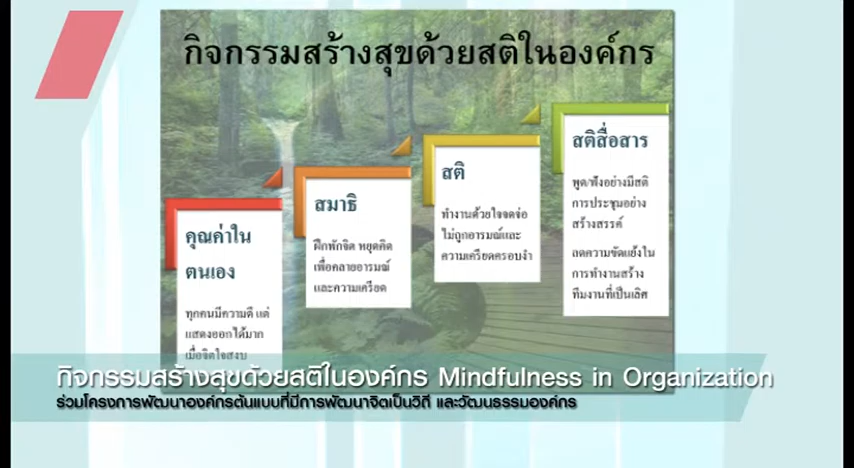 กิจกรรมสร้างสุขด้วยสติในองค์กร
คุณค่าใน
ตนเอง
ทุกคนมีความดี แต่
แสดงออกได้มาก
เมื่อจิตใจสงบ
สมาธิ
ฝึกพักจิต หยุดคิด
เพื่อคลายอารมณ์
และความเครียด
สติ
ทำงานด้วยใจจดจ่อ
ไม่ถูกอารมณ์และ
ความเครียดครอบงำ
สติสื่อสาร
พูด/ฟังอย่างมีสติ
การประชุมอย่าง
สร้างสรรค์
ลดความขัดแย้งใน
การทำงานสร้าง
ทีมงานที่เป็นเลิศ
กิจกรรมสร้างสุขด้วยสติในองค์กร Mindfulness in Organization
ร่วมโครงการพัฒนาองค์กรต้นแบบที่มีการพัฒนาจิตเป็นวิถี และวัฒนธรรมองค์กร